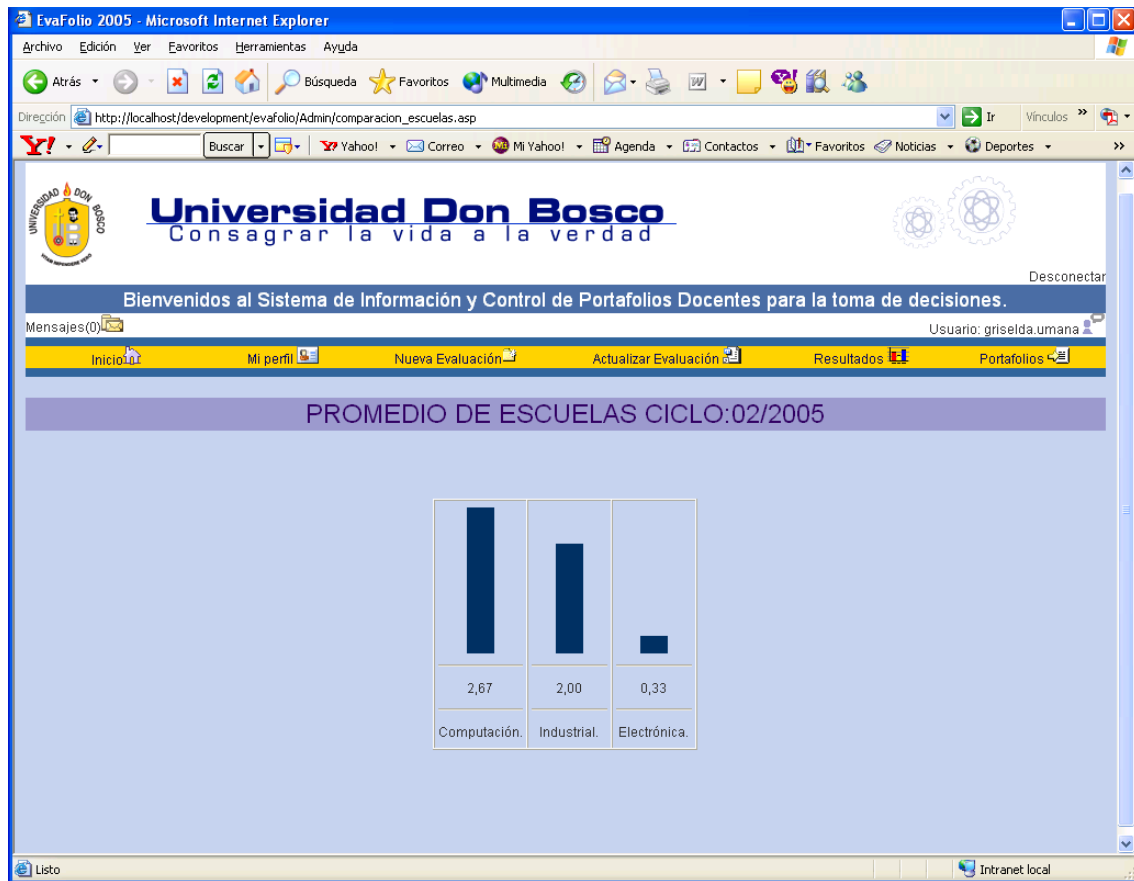 EvaFolio 2005 - Microsoft Internet Explorer
Archivo Edición Ver Favoritos Herramientas Ayuda
Atrás Búsqueda Favoritos Multimedia
Dirección http://localhost/development/evafolio/Admin/comparacion_escuelas.asp Ir Vínculos »
Y! Buscar Yahoo! Correo Mi Yahoo! Agenda Contactos Favoritos Noticias Deportes »
UNIVERSIDAD DON BOSCO
Universidad Don Bosco
Consagrar la vida a la verdad
Desconectar
Bienvenidos al Sistema de Información y Control de Portafolios Docentes para la toma de decisiones.
Mensajes(0) Usuario: griselda.umana
Inicio Mi perfil Nueva Evaluación Actualizar Evaluación Resultados Portafolios
PROMEDIO DE ESCUELAS CICLO:02/2005
2,67 2,00 0,33
Computación. Industrial. Electrónica.
Listo Intranet local